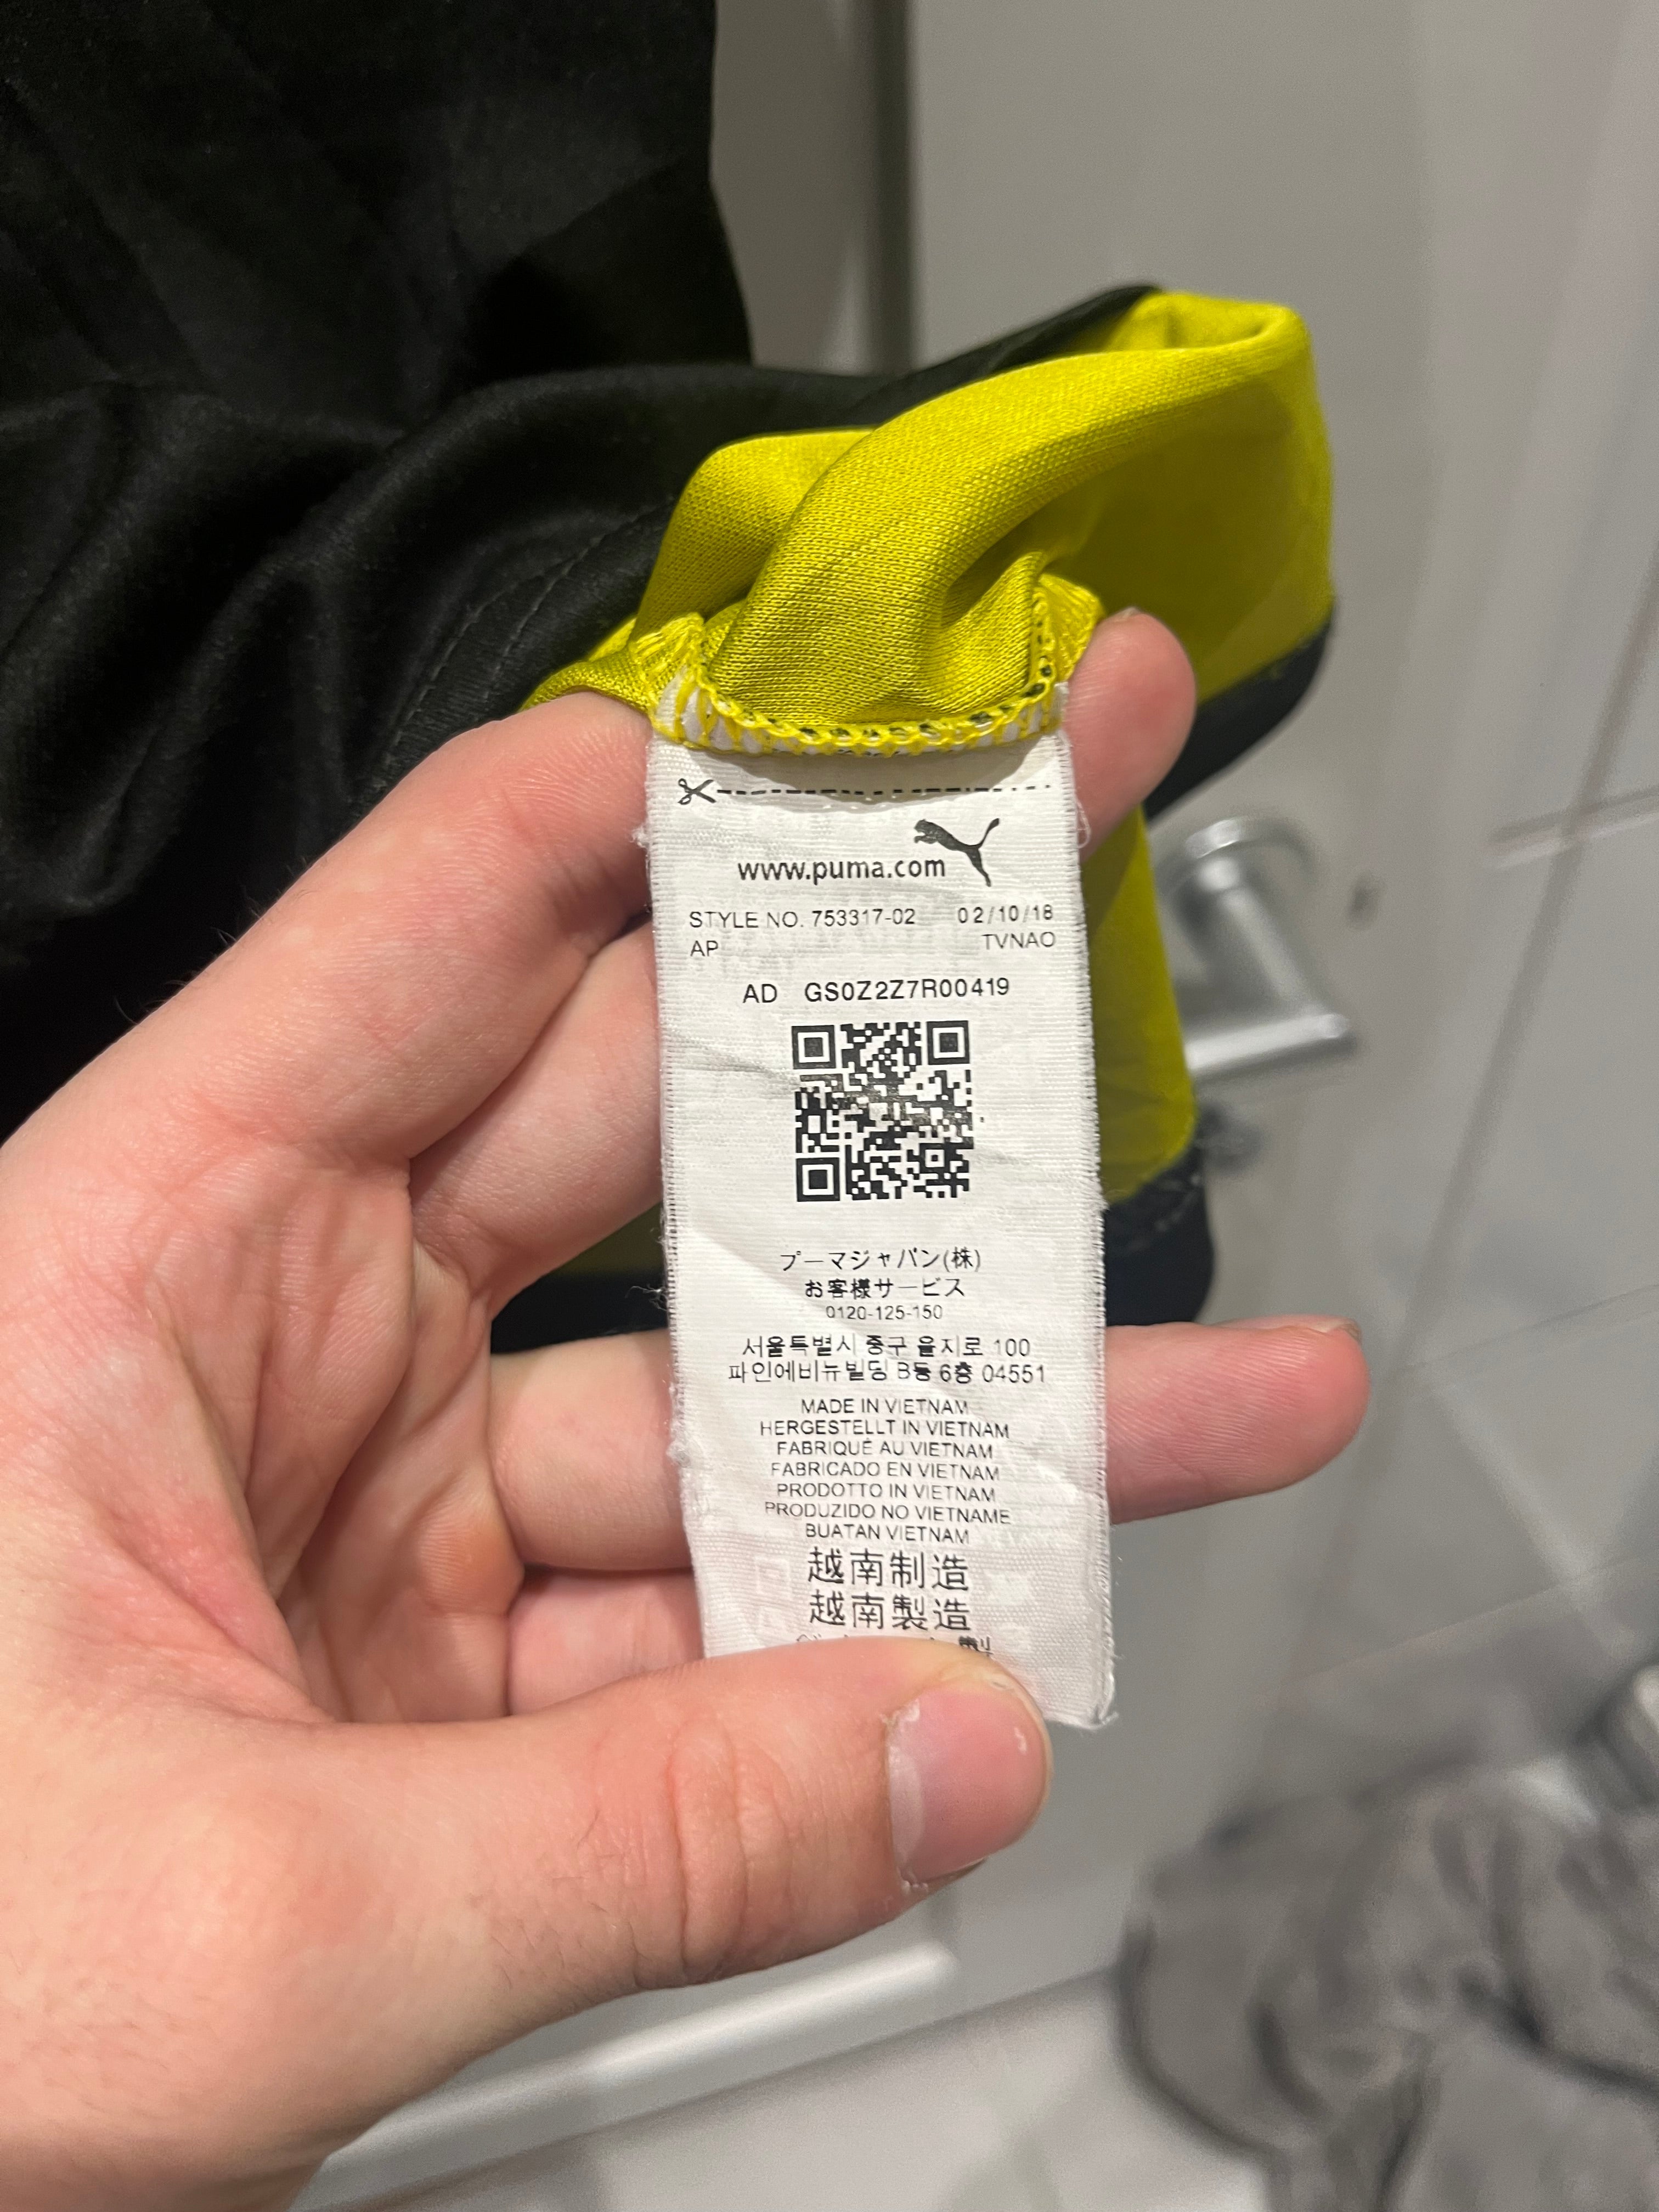 www.puma.com
STYLE NO. 753317-02 02/10/18
AP TVNAO
AD GS0Z2Z7R00419
プーマジャパン(株)
お客様サービス
0120-125-150
서울특별시 중구 을지로 100
파인에비뉴빌딩 B동 6층 04551
MADE IN VIETNAM
HERGESTELLT IN VIETNAM
FABRIQUÉ AU VIETNAM
FABRICADO EN VIETNAM
PRODOTTO IN VIETNAM
PRODUZIDO NO VIETNAME
BUATAN VIETNAM
越南制造
越南製造